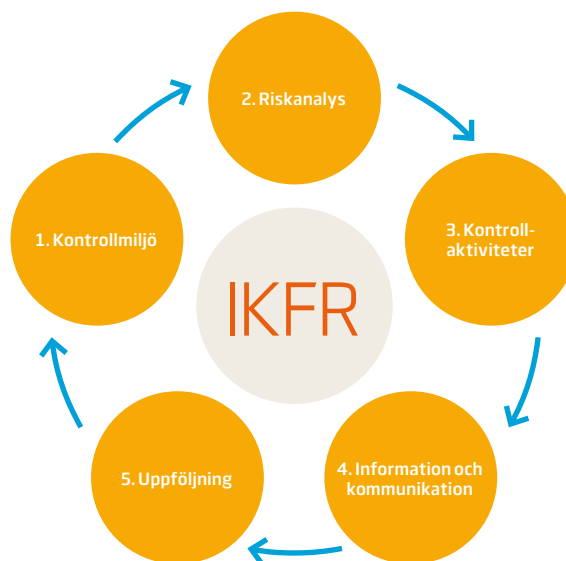 2. Riskanalys
1. Kontrollmiljö
3. Kontroll-
aktiviteter
IKFR
5. Uppföljning
4. Information och
kommunikation